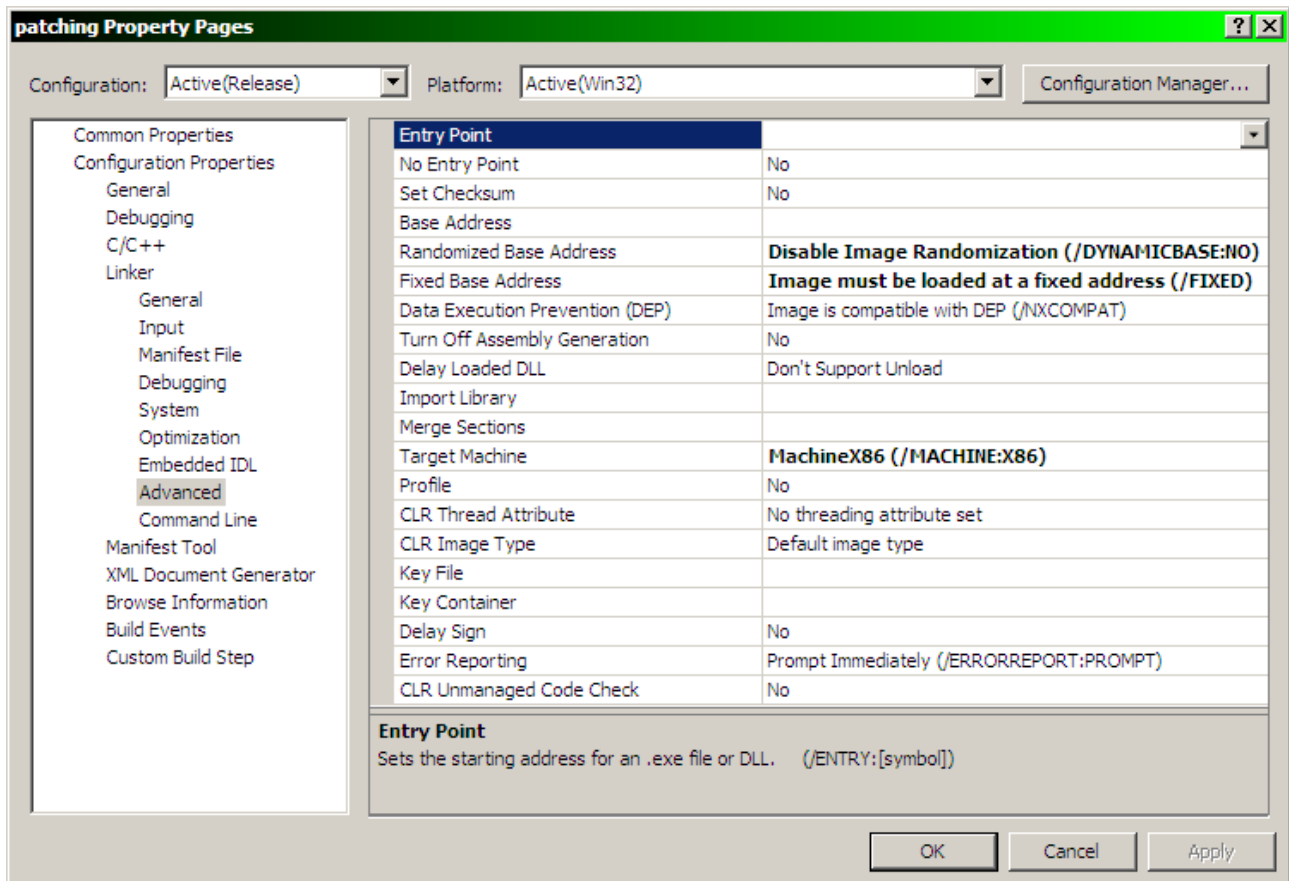 patching Property Pages
Configuration: Active(Release) Platform: Active(Win32) Configuration Manager...
Common Properties
Configuration Properties
General
Debugging
C/C++
Linker
General
Input
Manifest File
Debugging
System
Optimization
Embedded IDL
Advanced
Command Line
Manifest Tool
XML Document Generator
Browse Information
Build Events
Custom Build Step
Entry Point
No Entry Point No
Set Checksum No
Base Address
Randomized Base Address Disable Image Randomization (/DYNAMICBASE:NO)
Fixed Base Address Image must be loaded at a fixed address (/FIXED)
Data Execution Prevention (DEP) Image is compatible with DEP (/NXCOMPAT)
Turn Off Assembly Generation No
Delay Loaded DLL Don't Support Unload
Import Library
Merge Sections
Target Machine MachineX86 (/MACHINE:X86)
Profile No
CLR Thread Attribute No threading attribute set
CLR Image Type Default image type
Key File
Key Container
Delay Sign No
Error Reporting Prompt Immediately (/ERRORREPORT:PROMPT)
CLR Unmanaged Code Check No
Entry Point
Sets the starting address for an .exe file or DLL. (/ENTRY:[symbol])
OK Cancel Apply